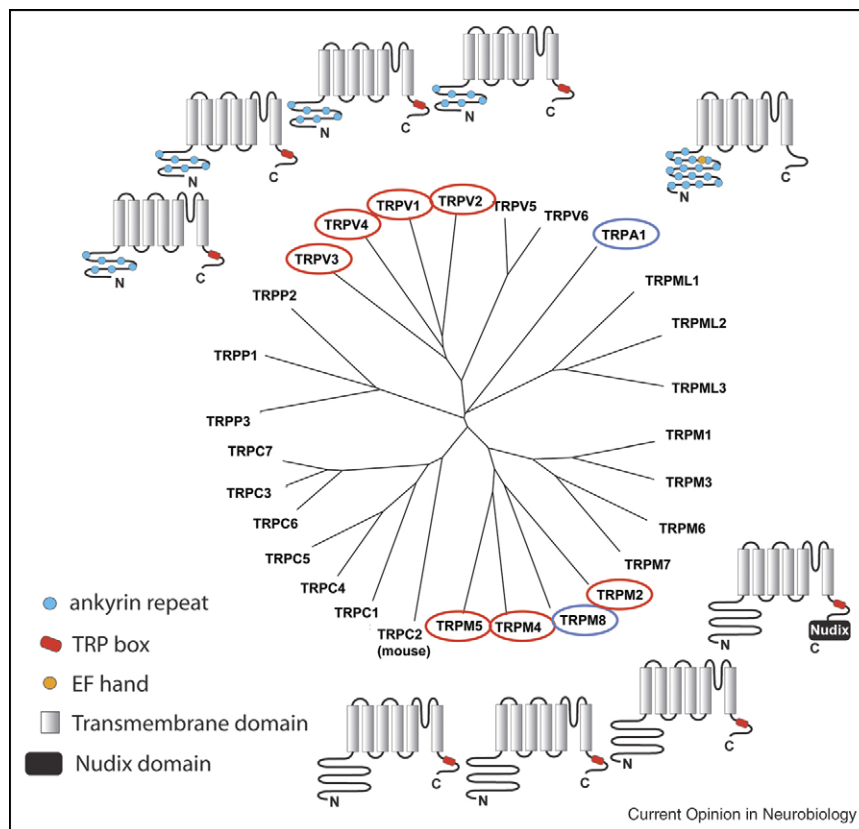 N
C
N
C
N
C
N
C
N
C
TRPV1
TRPV2
TRPV5
TRPV4
TRPV6
TRPA1
TRPV3
TRPP2
TRPML1
TRPML2
TRPP1
TRPML3
TRPP3
TRPM1
TRPC7
TRPM3
TRPC3
TRPC6
TRPM6
TRPC5
TRPM7
TRPC4
TRPM2
TRPC1
TRPC2
(mouse)
TRPM5
TRPM4
TRPM8
ankyrin repeat
TRP box
EF hand
Transmembrane domain
Nudix domain
N
Nudix
C
N
C
N
C
N
C
Current Opinion in Neurobiology